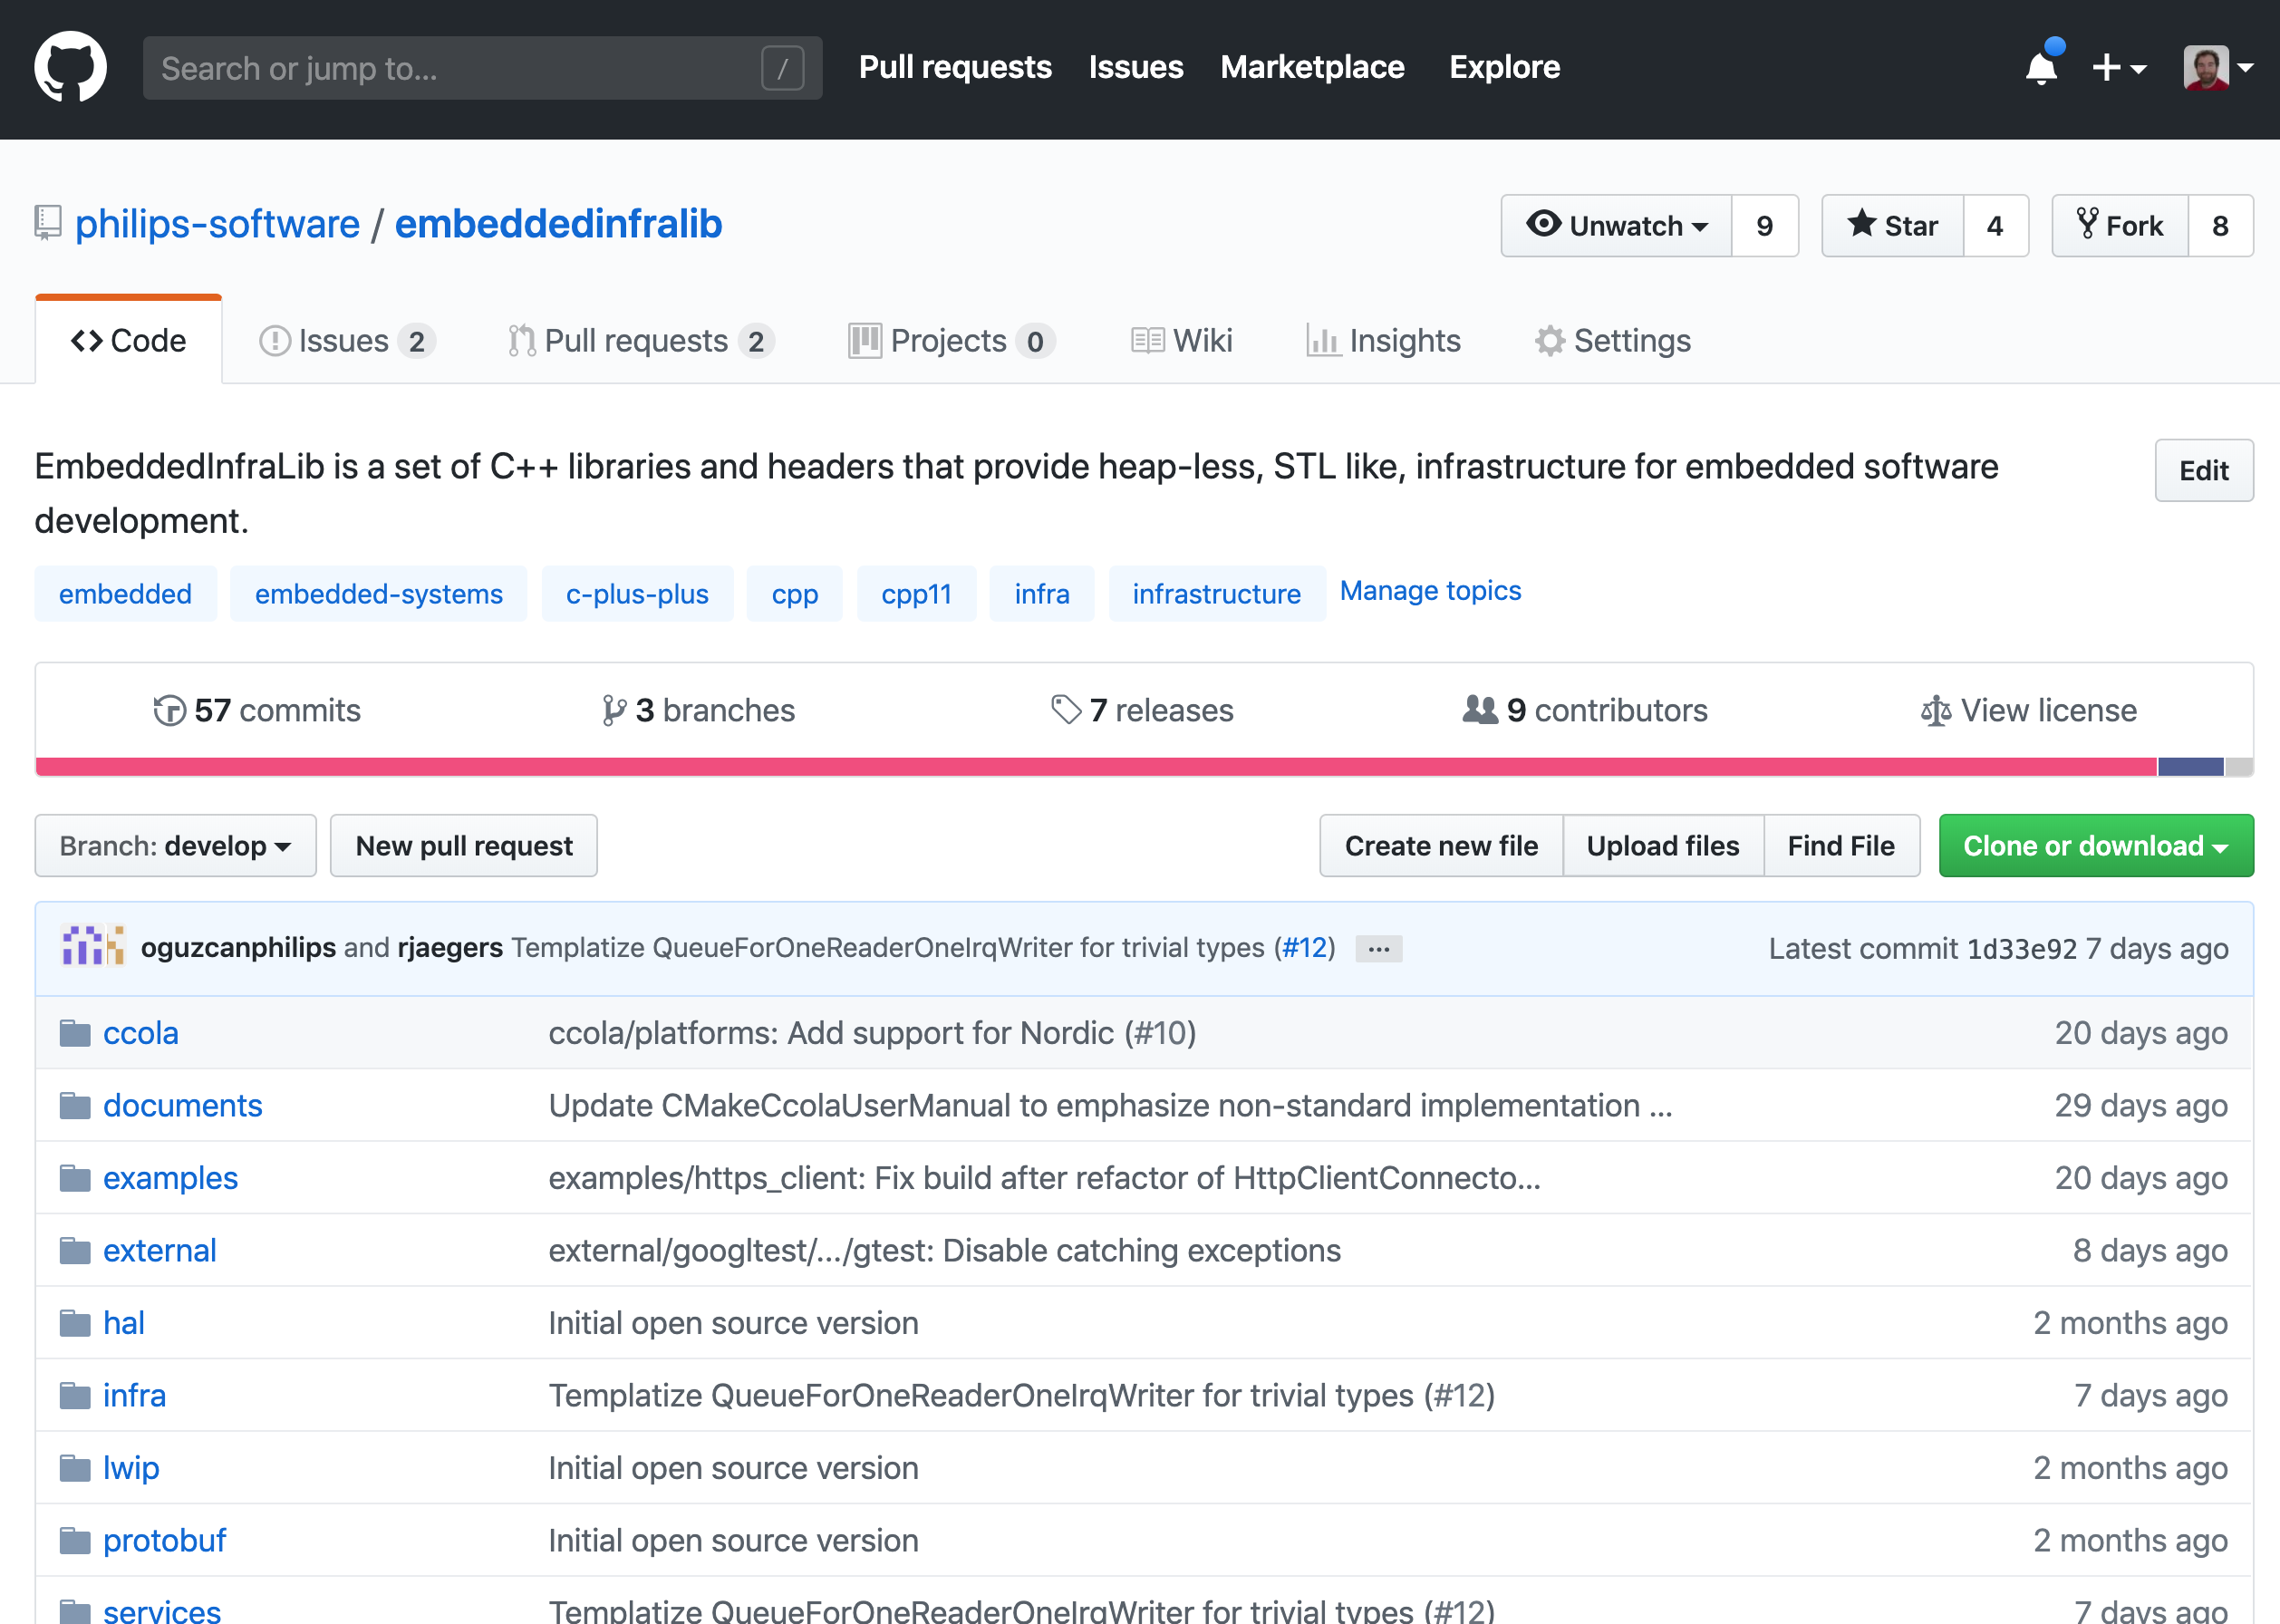 Search or jump to... / Pull requests Issues Marketplace Explore
philips-software / embeddedinfralib Unwatch 9 Star 4 Fork 8
Code Issues 2 Pull requests 2 Projects 0 Wiki Insights Settings
EmbeddedInfraLib is a set of C++ libraries and headers that provide heap-less, STL like, infrastructure for embedded software
development.
Edit
embedded embedded-systems c-plus-plus cpp cpp11 infra infrastructure Manage topics
57 commits 3 branches 7 releases 9 contributors View license
Branch: develop New pull request Create new file Upload files Find File Clone or download
oguzcanphilips and rjaegers Templatize QueueForOneReaderOneIrqWriter for trivial types (#12) ... Latest commit 1d33e92 7 days ago
ccola ccola/platforms: Add support for Nordic (#10) 20 days ago
documents Update CMakeCcolaUserManual to emphasize non-standard implementation ... 29 days ago
examples examples/https_client: Fix build after refactor of HttpClientConnecto... 20 days ago
external external/googltest/.../gtest: Disable catching exceptions 8 days ago
hal Initial open source version 2 months ago
infra Templatize QueueForOneReaderOneIrqWriter for trivial types (#12) 7 days ago
lwip Initial open source version 2 months ago
protobuf Initial open source version 2 months ago
services Templatize QueueForOneReaderOneIrqWriter for trivial types (#12) 7 days ago